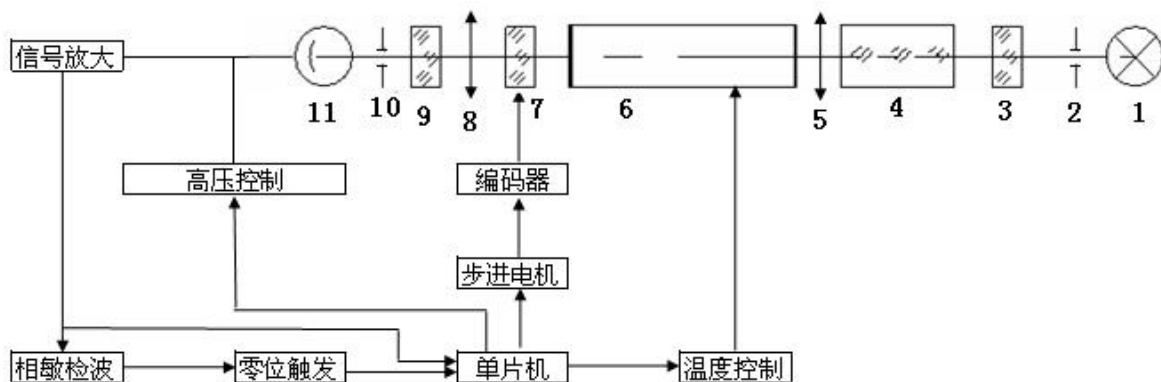 信号放大
11
10
9
8
7
6
5
4
3
2
1
高压控制
编码器
步进电机
相敏检波
零位触发
单片机
温度控制